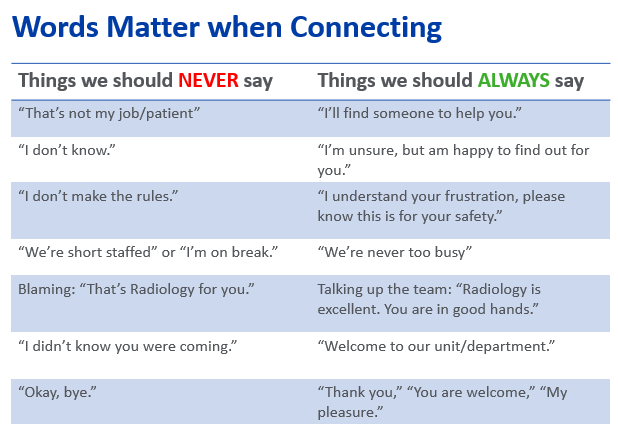 Words Matter when Connecting
Things we should NEVER say
Things we should ALWAYS say
“That’s not my job/patient”
“I’ll find someone to help you.”
“I don’t know.”
“I’m unsure, but am happy to find out for
you.”
“I don’t make the rules.”
“I understand your frustration, please
know this is for your safety.”
“We’re short staffed” or “I’m on break.”
“We’re never too busy”
Blaming: “That’s Radiology for you.”
Talking up the team: “Radiology is
excellent. You are in good hands.”
“I didn’t know you were coming.”
“Welcome to our unit/department.”
“Okay, bye.”
“Thank you,” “You are welcome,” “My
pleasure.”